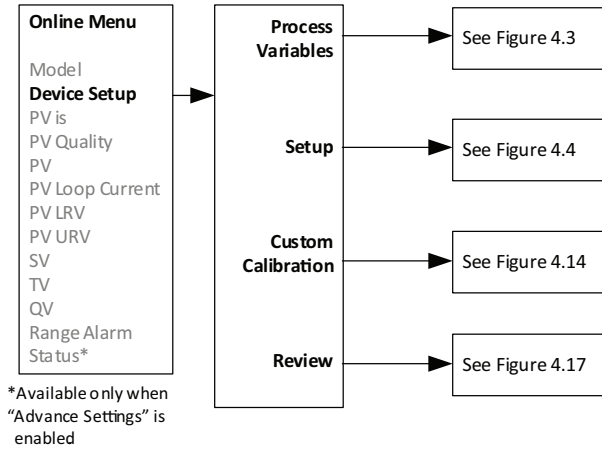 Online Menu
Model
Device Setup
PV is
PV Quality
PV
PV Loop Current
PV LRV
PV URV
SV
TV
QV
Range Alarm
Status*
*Available only when
“Advance Settings” is
enabled
Process
Variables
Setup
Custom
Calibration
Review
See Figure 4.3
See Figure 4.4
See Figure 4.14
See Figure 4.17